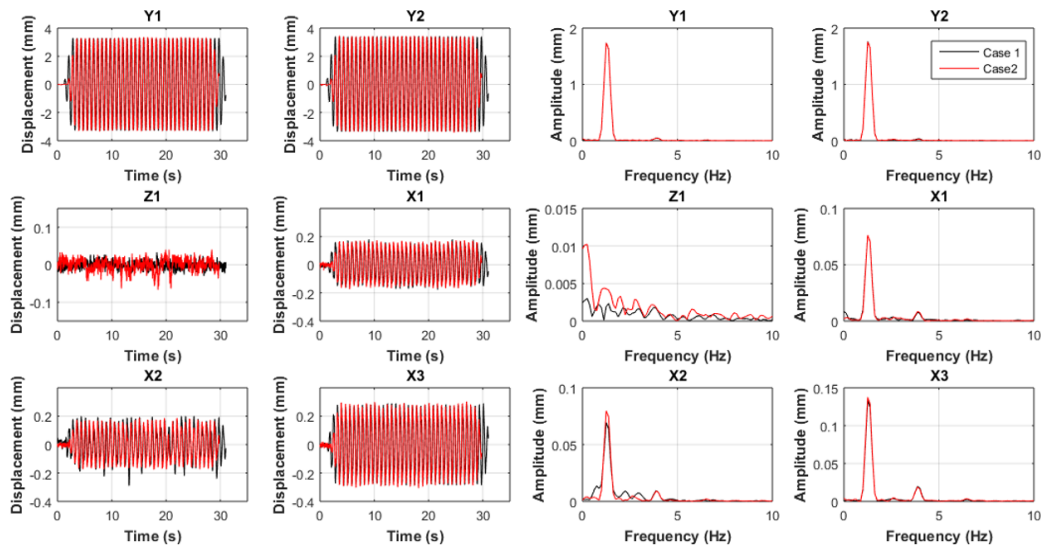 Y1
Displacement (mm)
4
2
0
-2
-4
0 10 20 30
Time (s)
Y2
Displacement (mm)
4
2
0
-2
-4
0 10 20 30
Time (s)
Y1
Amplitude (mm)
2
1
0
0 5 10
Frequency (Hz)
Y2
Amplitude (mm)
2
1
0
0 5 10
Frequency (Hz)
Case 1
Case2
Z1
Displacement (mm)
0.1
0
-0.1
0 10 20 30
Time (s)
X1
Displacement (mm)
0.2
0
-0.2
-0.4
0 10 20 30
Time (s)
Z1
Amplitude (mm)
0.015
0.01
0.005
0
0 5 10
Frequency (Hz)
X1
Amplitude (mm)
0.1
0.05
0
0 5 10
Frequency (Hz)
X2
Displacement (mm)
0.2
0
-0.2
-0.4
0 10 20 30
Time (s)
X3
Displacement (mm)
0.2
0
-0.2
-0.4
0 10 20 30
Time (s)
X2
Amplitude (mm)
0.1
0.05
0
0 5 10
Frequency (Hz)
X3
Amplitude (mm)
0.15
0.1
0.05
0
0 5 10
Frequency (Hz)